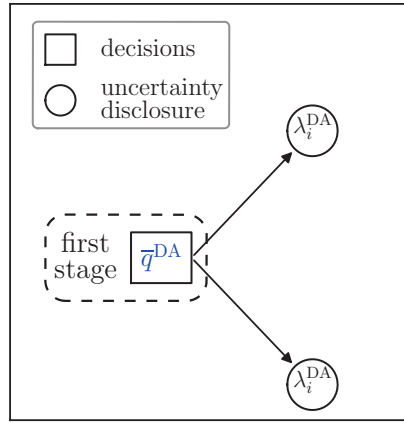 decisions
uncertainty
disclosure
λ_i^DA
first
stage
q̅^DA
λ_i^DA